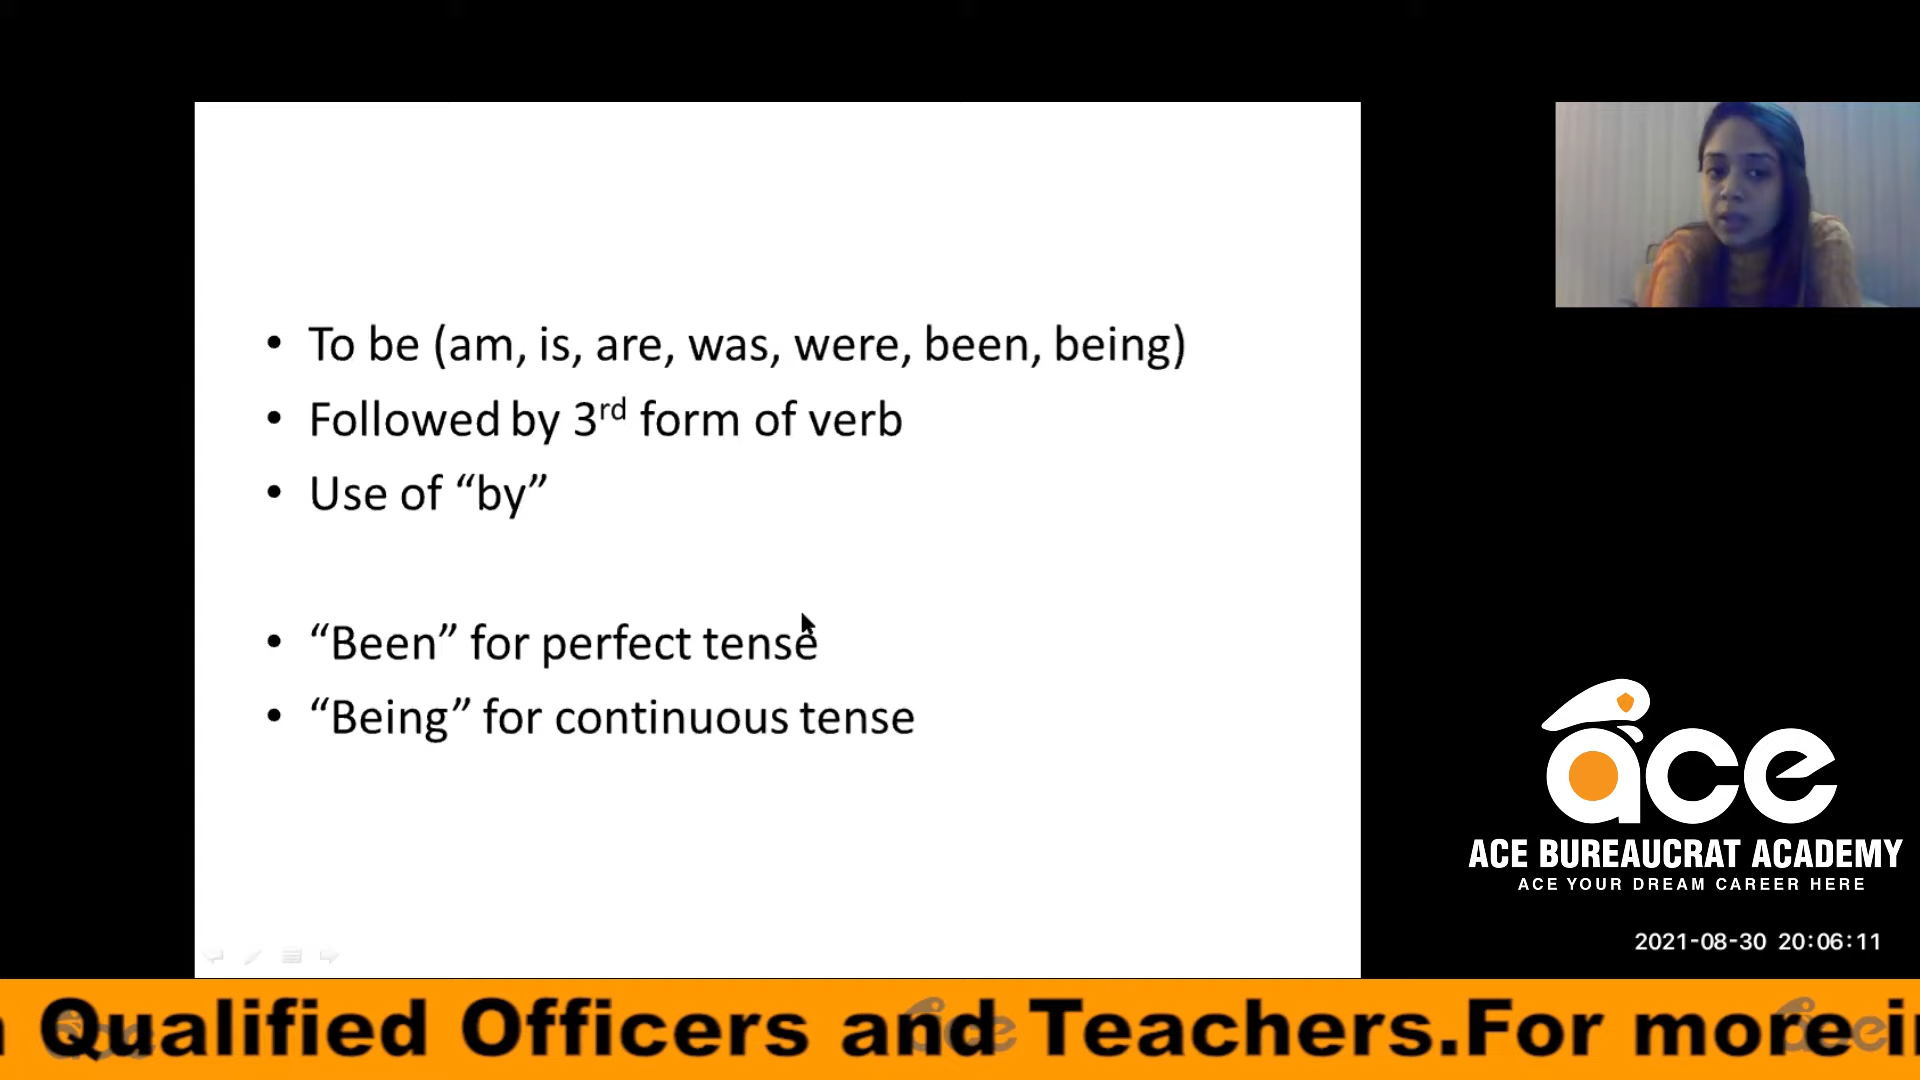 To be (am, is, are, was, were, been, being)
Followed by 3rd form of verb
Use of “by”
“Been” for perfect tense
“Being” for continuous tense
ace
ACE BUREAUCRAT ACADEMY
ACE YOUR DREAM CAREER HERE
2021-08-30 20:06:11
Qualified Officers and Teachers.For more